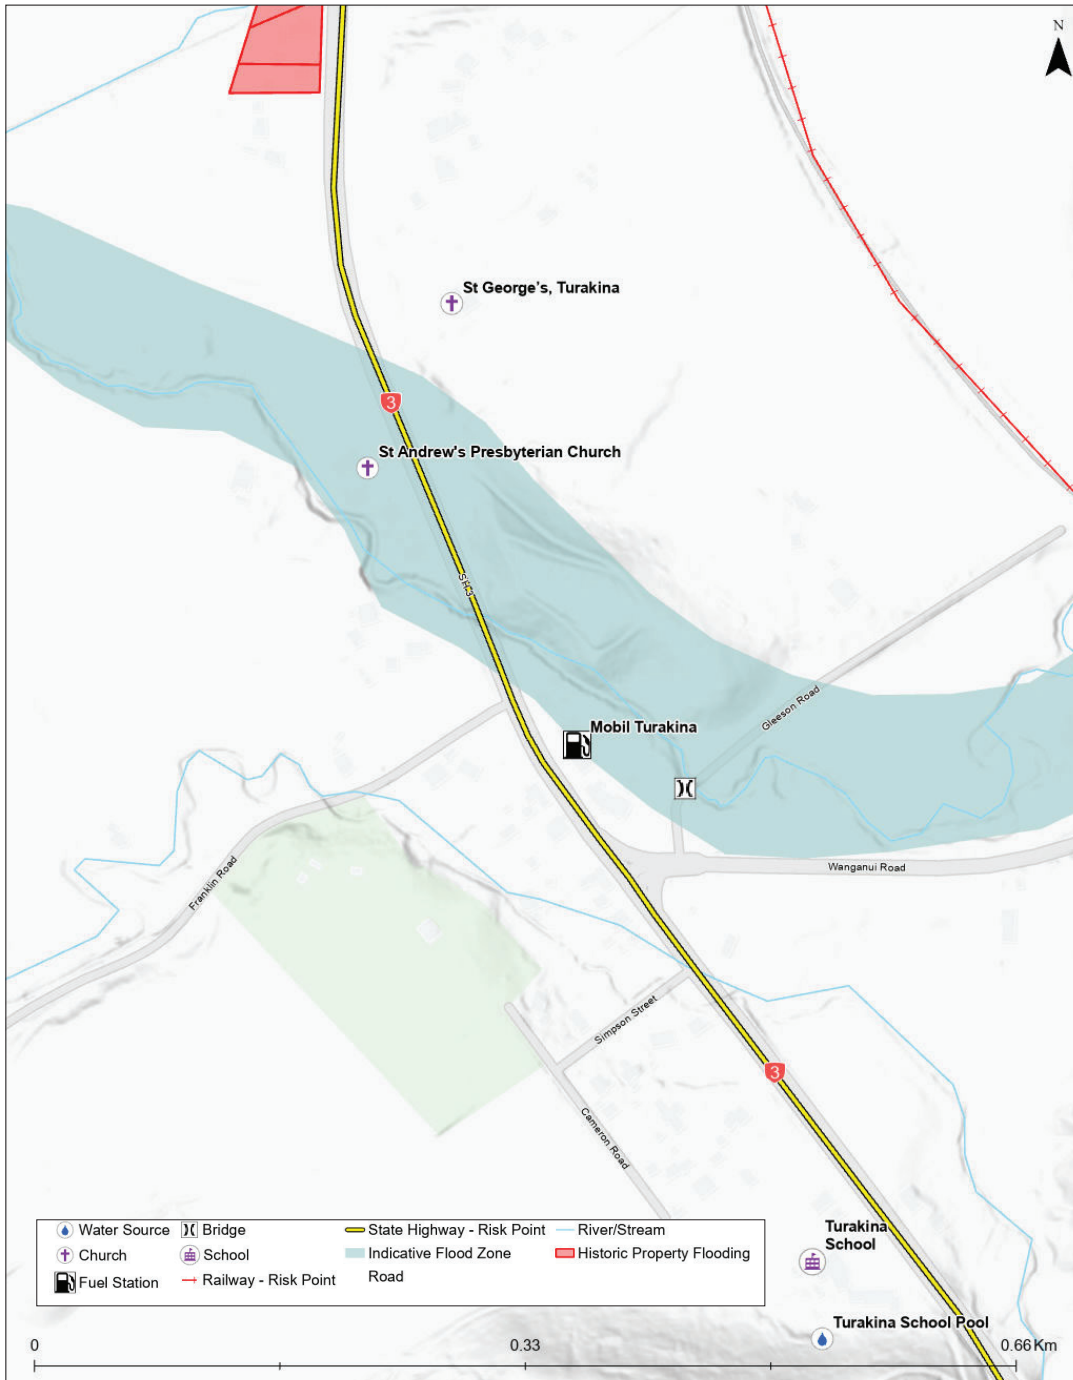 N
St George's, Turakina
3
St Andrew's Presbyterian Church
SH 3
Mobil Turakina
Gleeson Road
Wanganui Road
Franklin Road
Simpson Street
3
Cameron Road
Turakina
School
Turakina School Pool
Water Source
Bridge
State Highway - Risk Point
River/Stream
Church
School
Indicative Flood Zone
Historic Property Flooding
Road
Fuel Station
Railway - Risk Point
0
0.33
0.66 Km